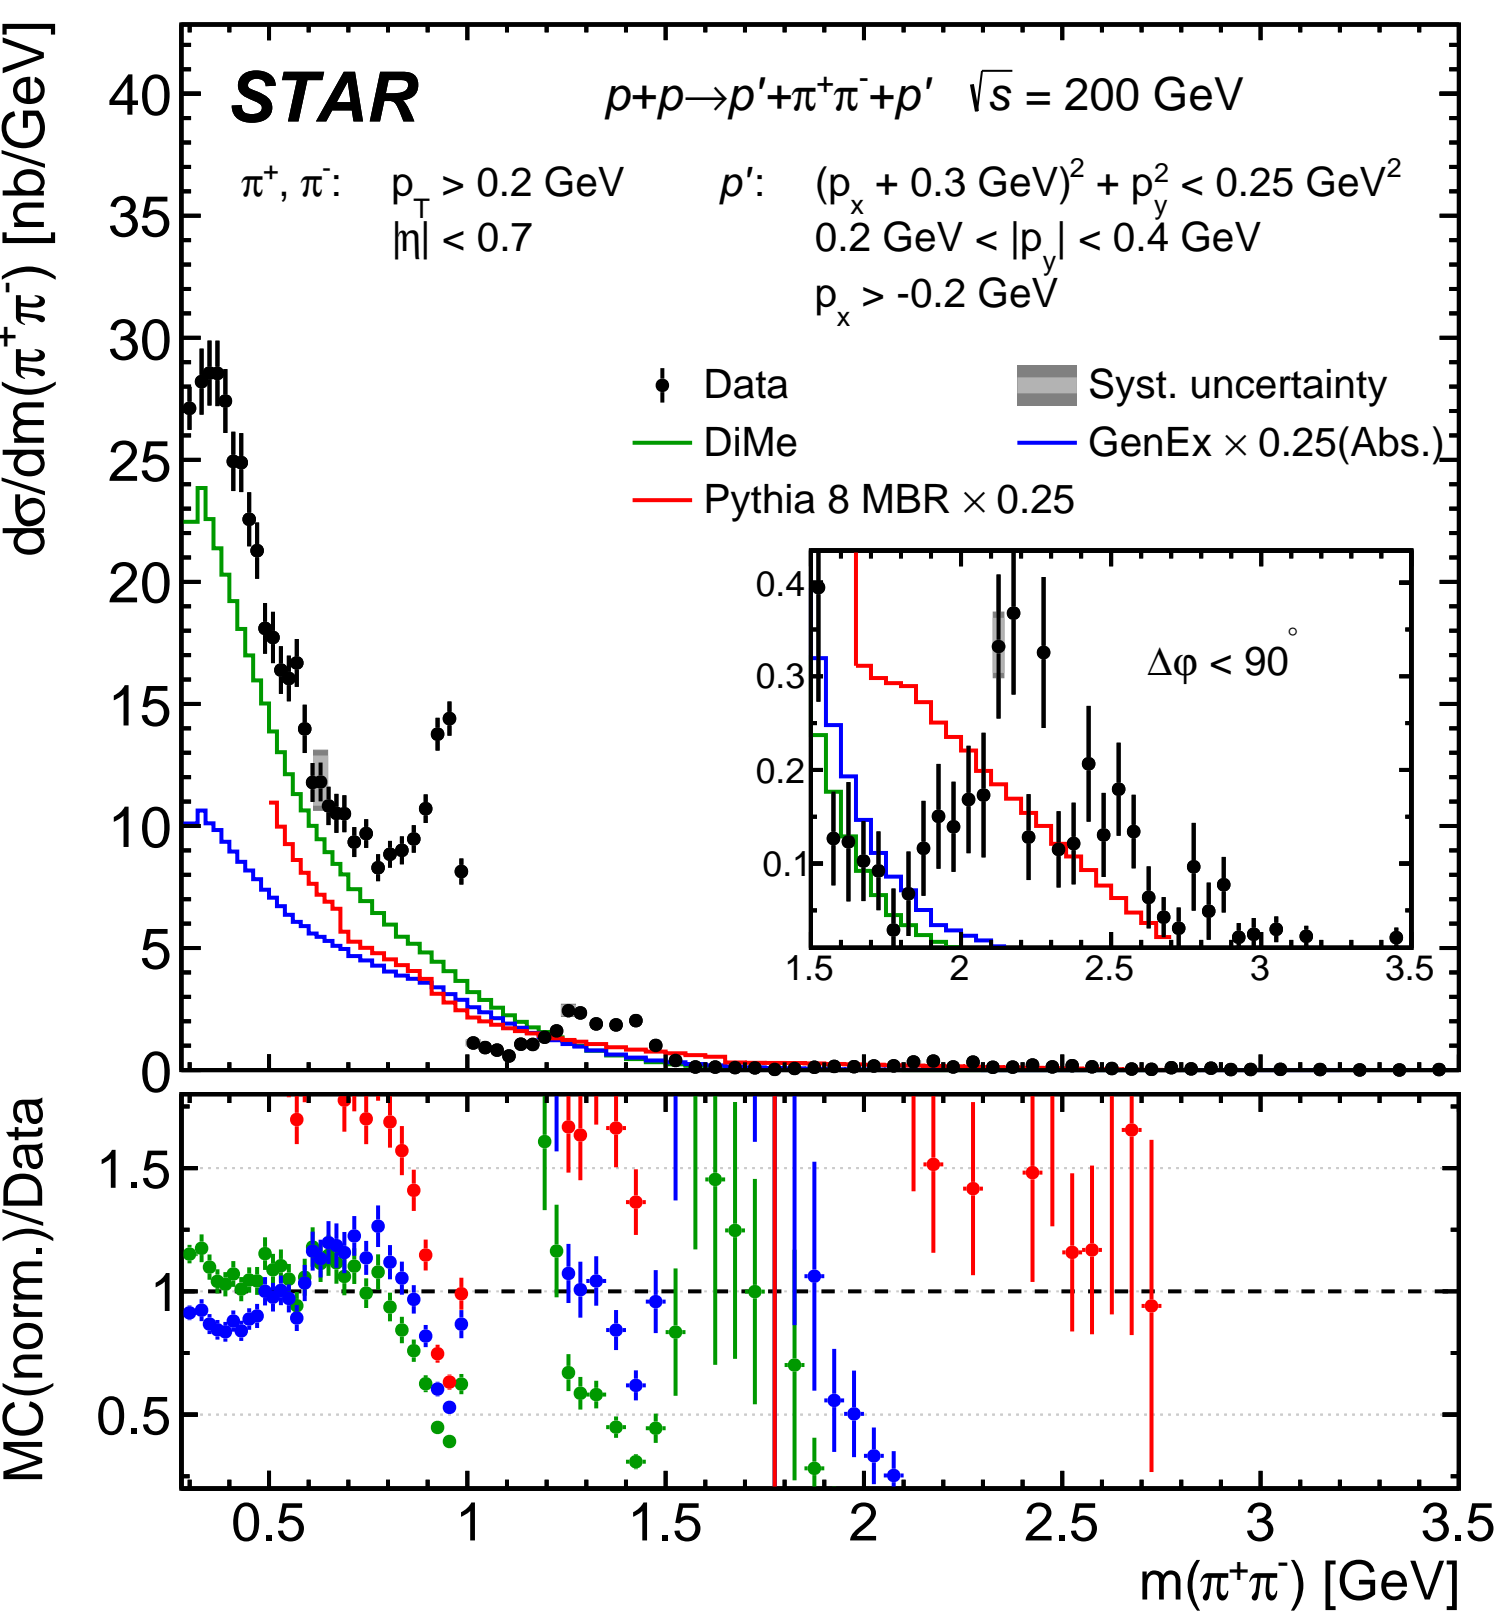 STAR
p+p→p′+π⁺π⁻+p′ √s = 200 GeV
π⁺, π⁻: p_T > 0.2 GeV p′: (p_x + 0.3 GeV)² + p_y² < 0.25 GeV²
|η| < 0.7 0.2 GeV < |p_y| < 0.4 GeV
p_x > -0.2 GeV
Data Syst. uncertainty
DiMe GenEx × 0.25(Abs.)
Pythia 8 MBR × 0.25
dσ/dm(π⁺π⁻) [nb/GeV]
40
35
30
25
20
15
10
5
0
Δφ < 90°
0.4
0.3
0.2
0.1
1.5 2 2.5 3 3.5
MC(norm.)/Data
1.5
1
0.5
0.5 1 1.5 2 2.5 3 3.5
m(π⁺π⁻) [GeV]